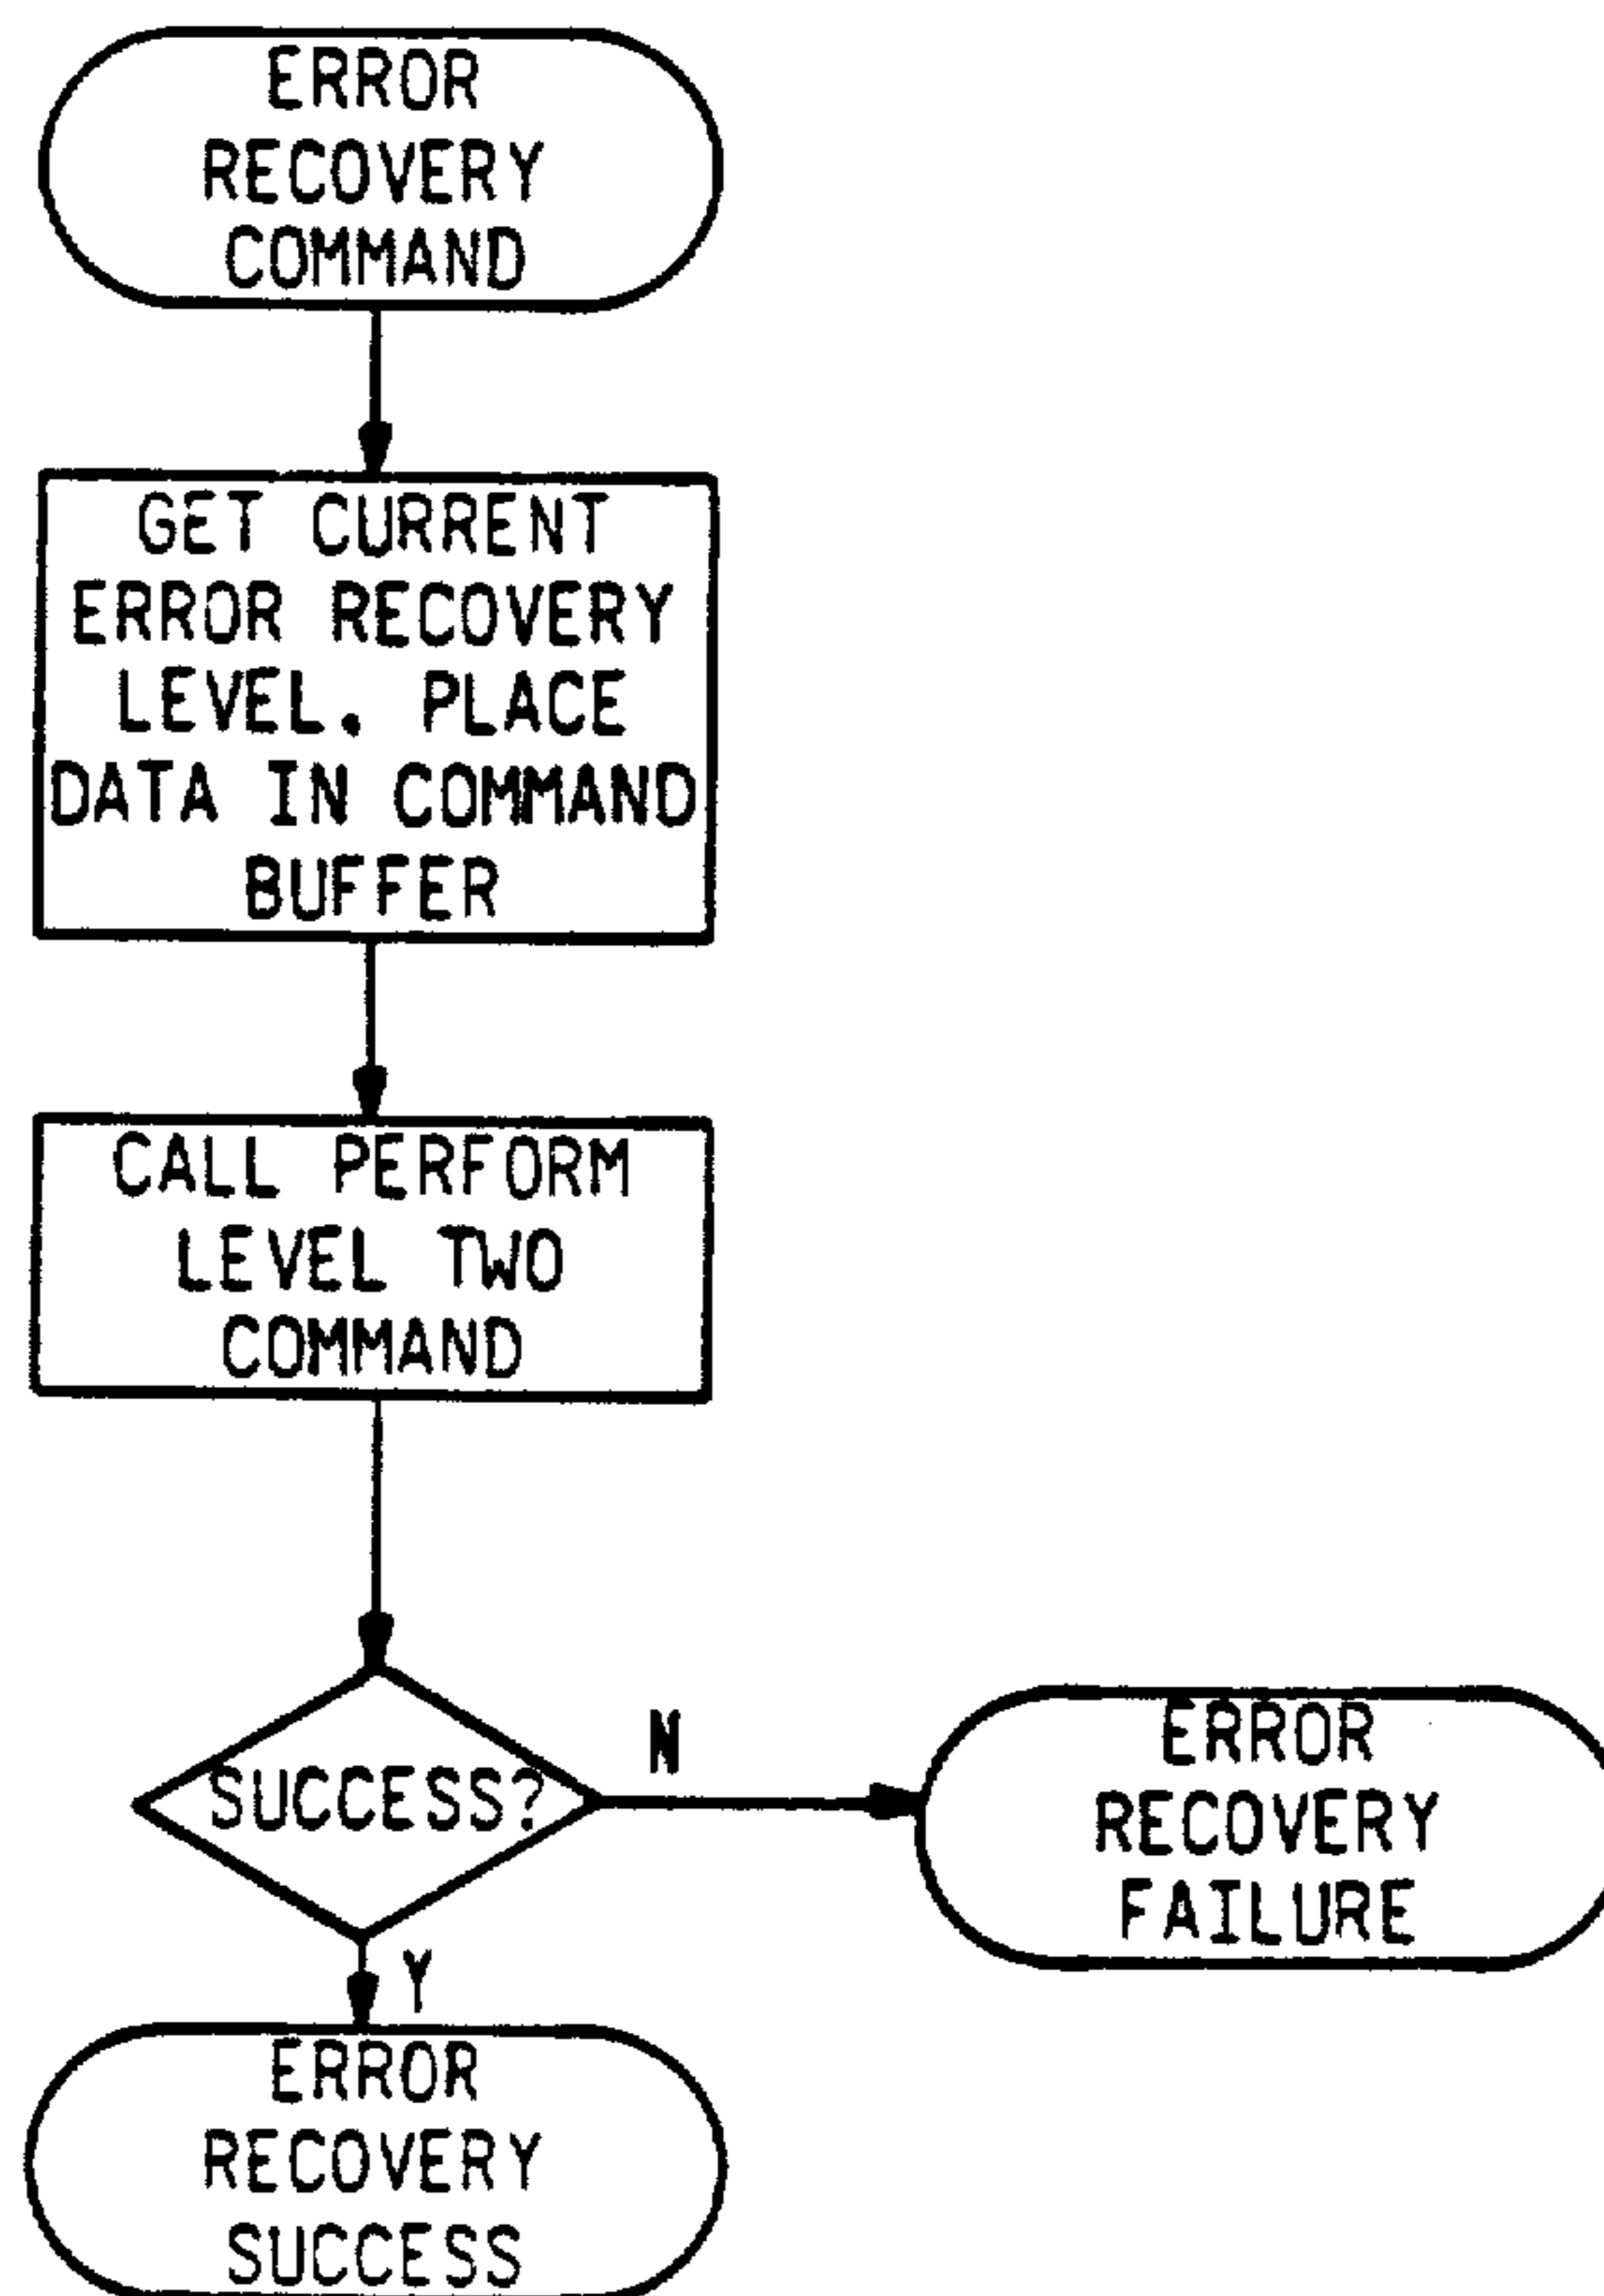 ERROR
RECOVERY
COMMAND
GET CURRENT
ERROR RECOVERY
LEVEL. PLACE
DATA IN COMMAND
BUFFER
CALL PERFORM
LEVEL TWO
COMMAND
SUCCESS?
N
ERROR
RECOVERY
FAILURE
Y
ERROR
RECOVERY
SUCCESS